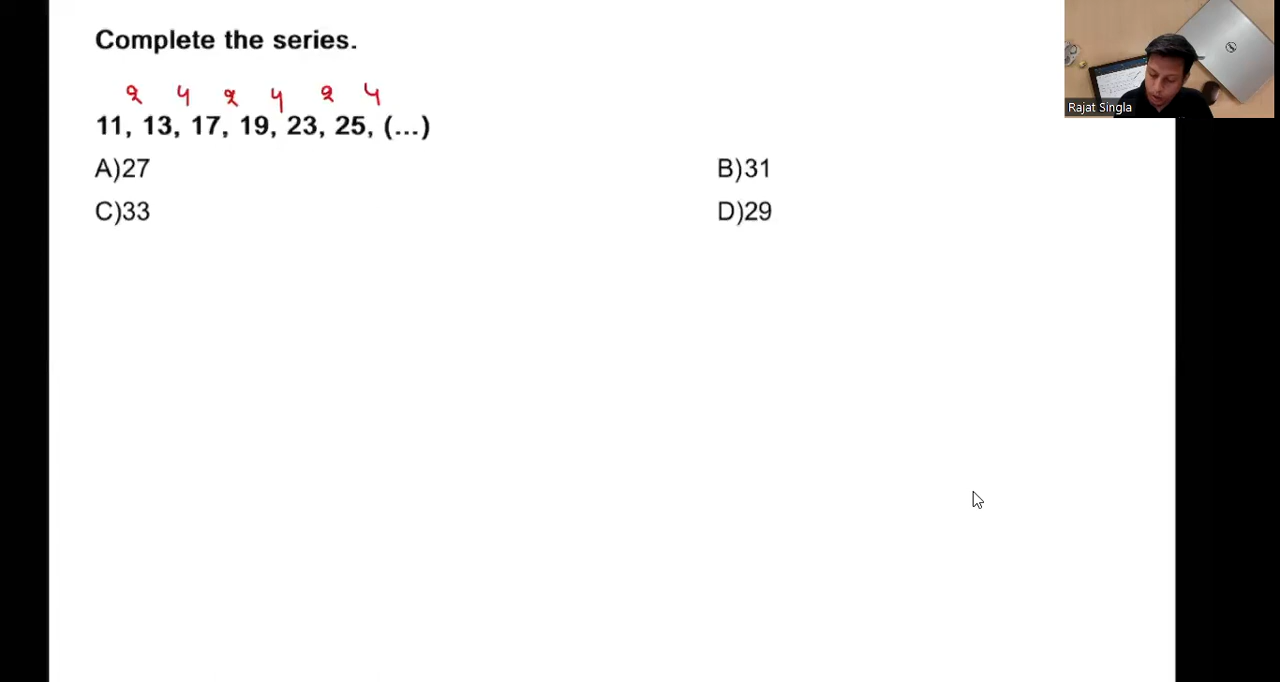 Complete the series.
2 4 2 4 2 4
11, 13, 17, 19, 23, 25, (...)
A)27 B)31
C)33 D)29
Rajat Singla